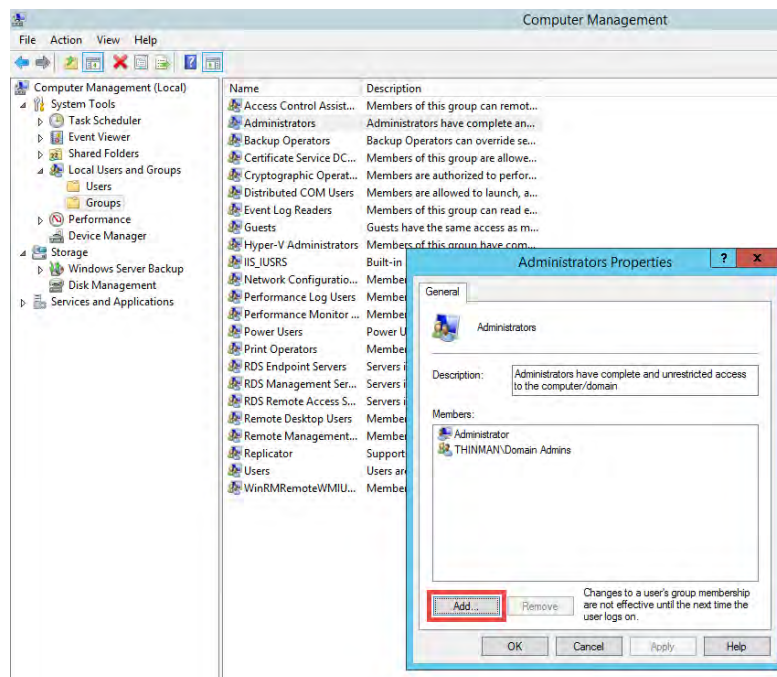 Computer Management
File Action View Help
Computer Management (Local)
System Tools
Task Scheduler
Event Viewer
Shared Folders
Local Users and Groups
Users
Groups
Performance
Device Manager
Storage
Windows Server Backup
Disk Management
Services and Applications
Name Description
Access Control Assist... Members of this group can remot...
Administrators Administrators have complete an...
Backup Operators Backup Operators can override se...
Certificate Service DC... Members of this group are allowe...
Cryptographic Operat... Members are authorized to perfor...
Distributed COM Users Members are allowed to launch, a...
Event Log Readers Members of this group can read e...
Guests Guests have the same access as m...
Hyper-V Administrators Members of this group have com...
IIS_IUSRS Built-in
Network Configuratio... Member
Performance Log Users Member
Performance Monitor ... Member
Power Users Power U
Print Operators Member
RDS Endpoint Servers Servers i
RDS Management Ser... Servers i
RDS Remote Access S... Servers i
Remote Desktop Users Member
Remote Management... Member
Replicator Support
Users Users are
WinRMRemoteWMIU... Member
Administrators Properties ? x
General
Administrators
Description: Administrators have complete and unrestricted access
to the computer/domain
Members:
Administrator
THINMAN\Domain Admins
Add... Remove
Changes to a user's group membership
are not effective until the next time the
user logs on.
OK Cancel Apply Help